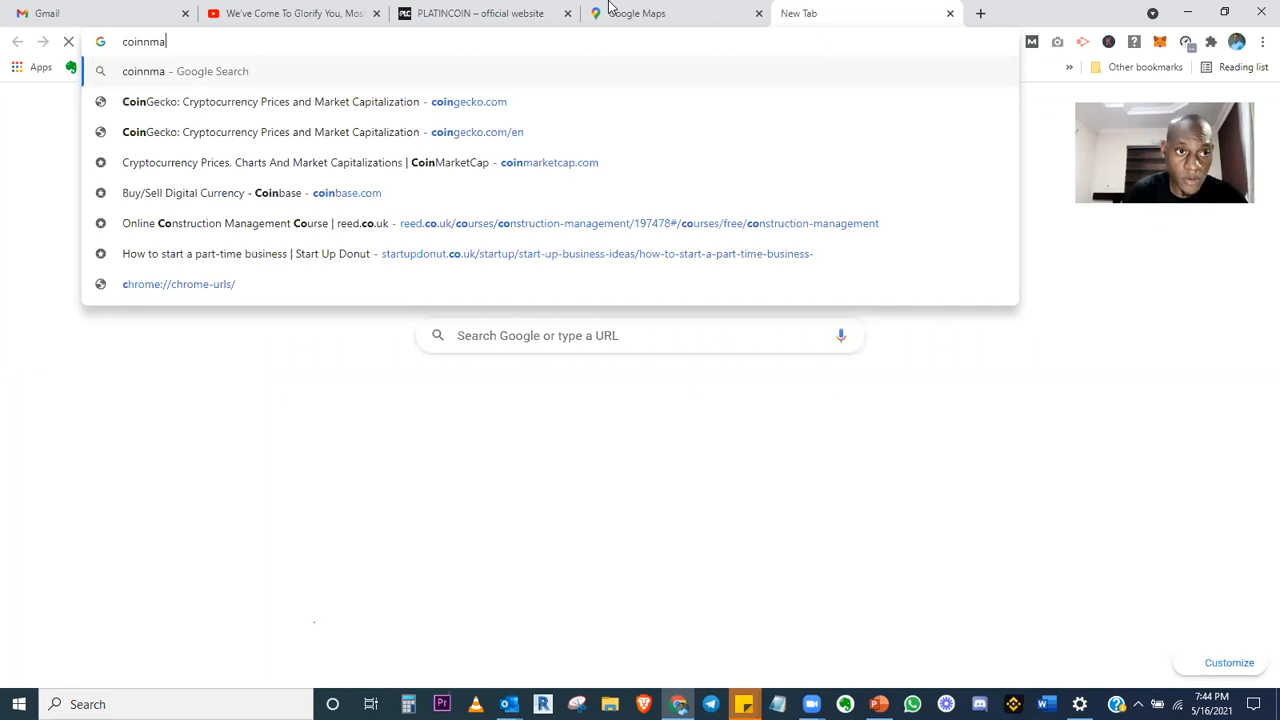 Gmail
We've Come To Glorify You, Mos
PLC PLATINCOIN – official website
Google Maps
New Tab
coinnma
Apps
Other bookmarks
Reading list
coinnma - Google Search
CoinGecko: Cryptocurrency Prices and Market Capitalization - coingecko.com
CoinGecko: Cryptocurrency Prices and Market Capitalization - coingecko.com/en
Cryptocurrency Prices, Charts And Market Capitalizations | CoinMarketCap - coinmarketcap.com
Buy/Sell Digital Currency - Coinbase - coinbase.com
Online Construction Management Course | reed.co.uk - reed.co.uk/courses/construction-management/197478#/courses/free/construction-management
How to start a part-time business | Start Up Donut - startupdonut.co.uk/startup/start-up-business-ideas/how-to-start-a-part-time-business-
chrome://chrome-urls/
Search Google or type a URL
Customize
Search
7:44 PM
5/16/2021